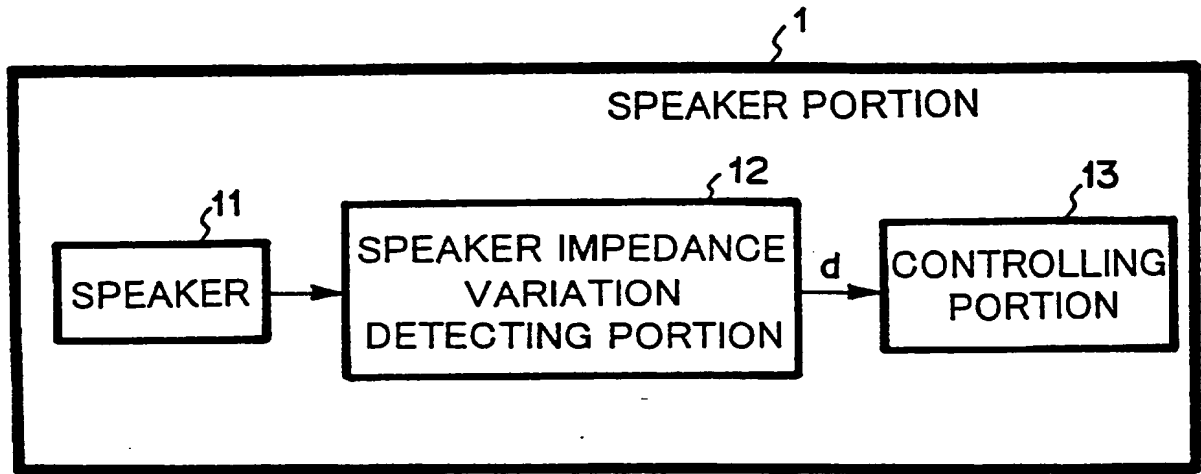 1
SPEAKER PORTION
11
SPEAKER
12
SPEAKER IMPEDANCE
VARIATION
DETECTING PORTION
d
13
CONTROLLING
PORTION